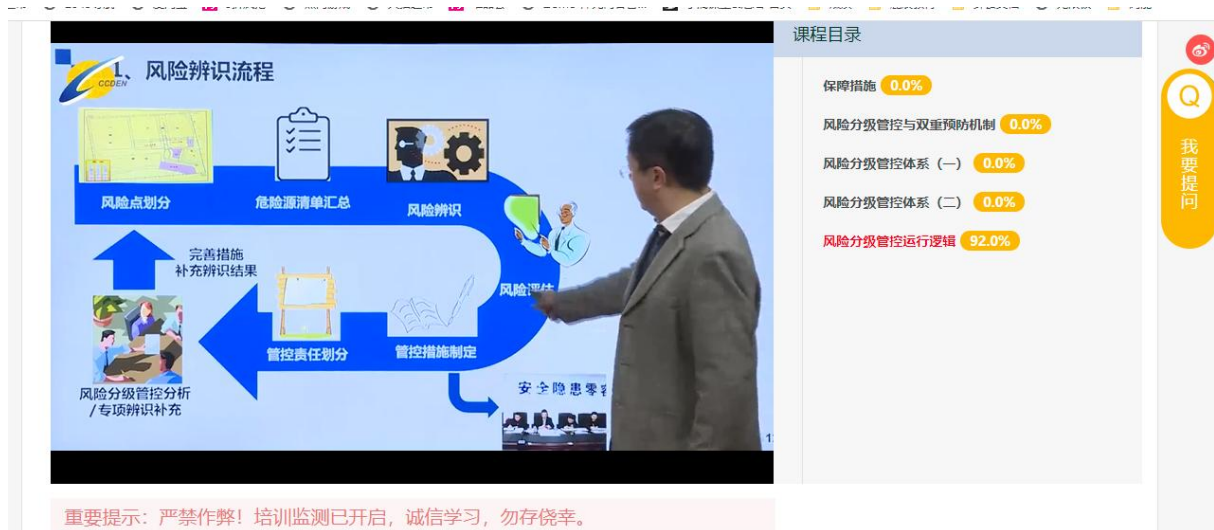 课程目录
1、风险辨识流程
CCDEN
保障措施 0.0%
风险分级管控与双重预防机制 0.0%
风险分级管控体系（一） 0.0%
风险分级管控体系（二） 0.0%
风险分级管控运行逻辑 92.0%
Q
我要提问
风险点划分
危险源清单汇总
风险辨识
风险评估
完善措施
补充辨识结果
管控责任划分
管控措施制定
风险分级管控分析
/专项辨识补充
安全隐患零
重要提示：严禁作弊！培训监测已开启，诚信学习，勿存侥幸。